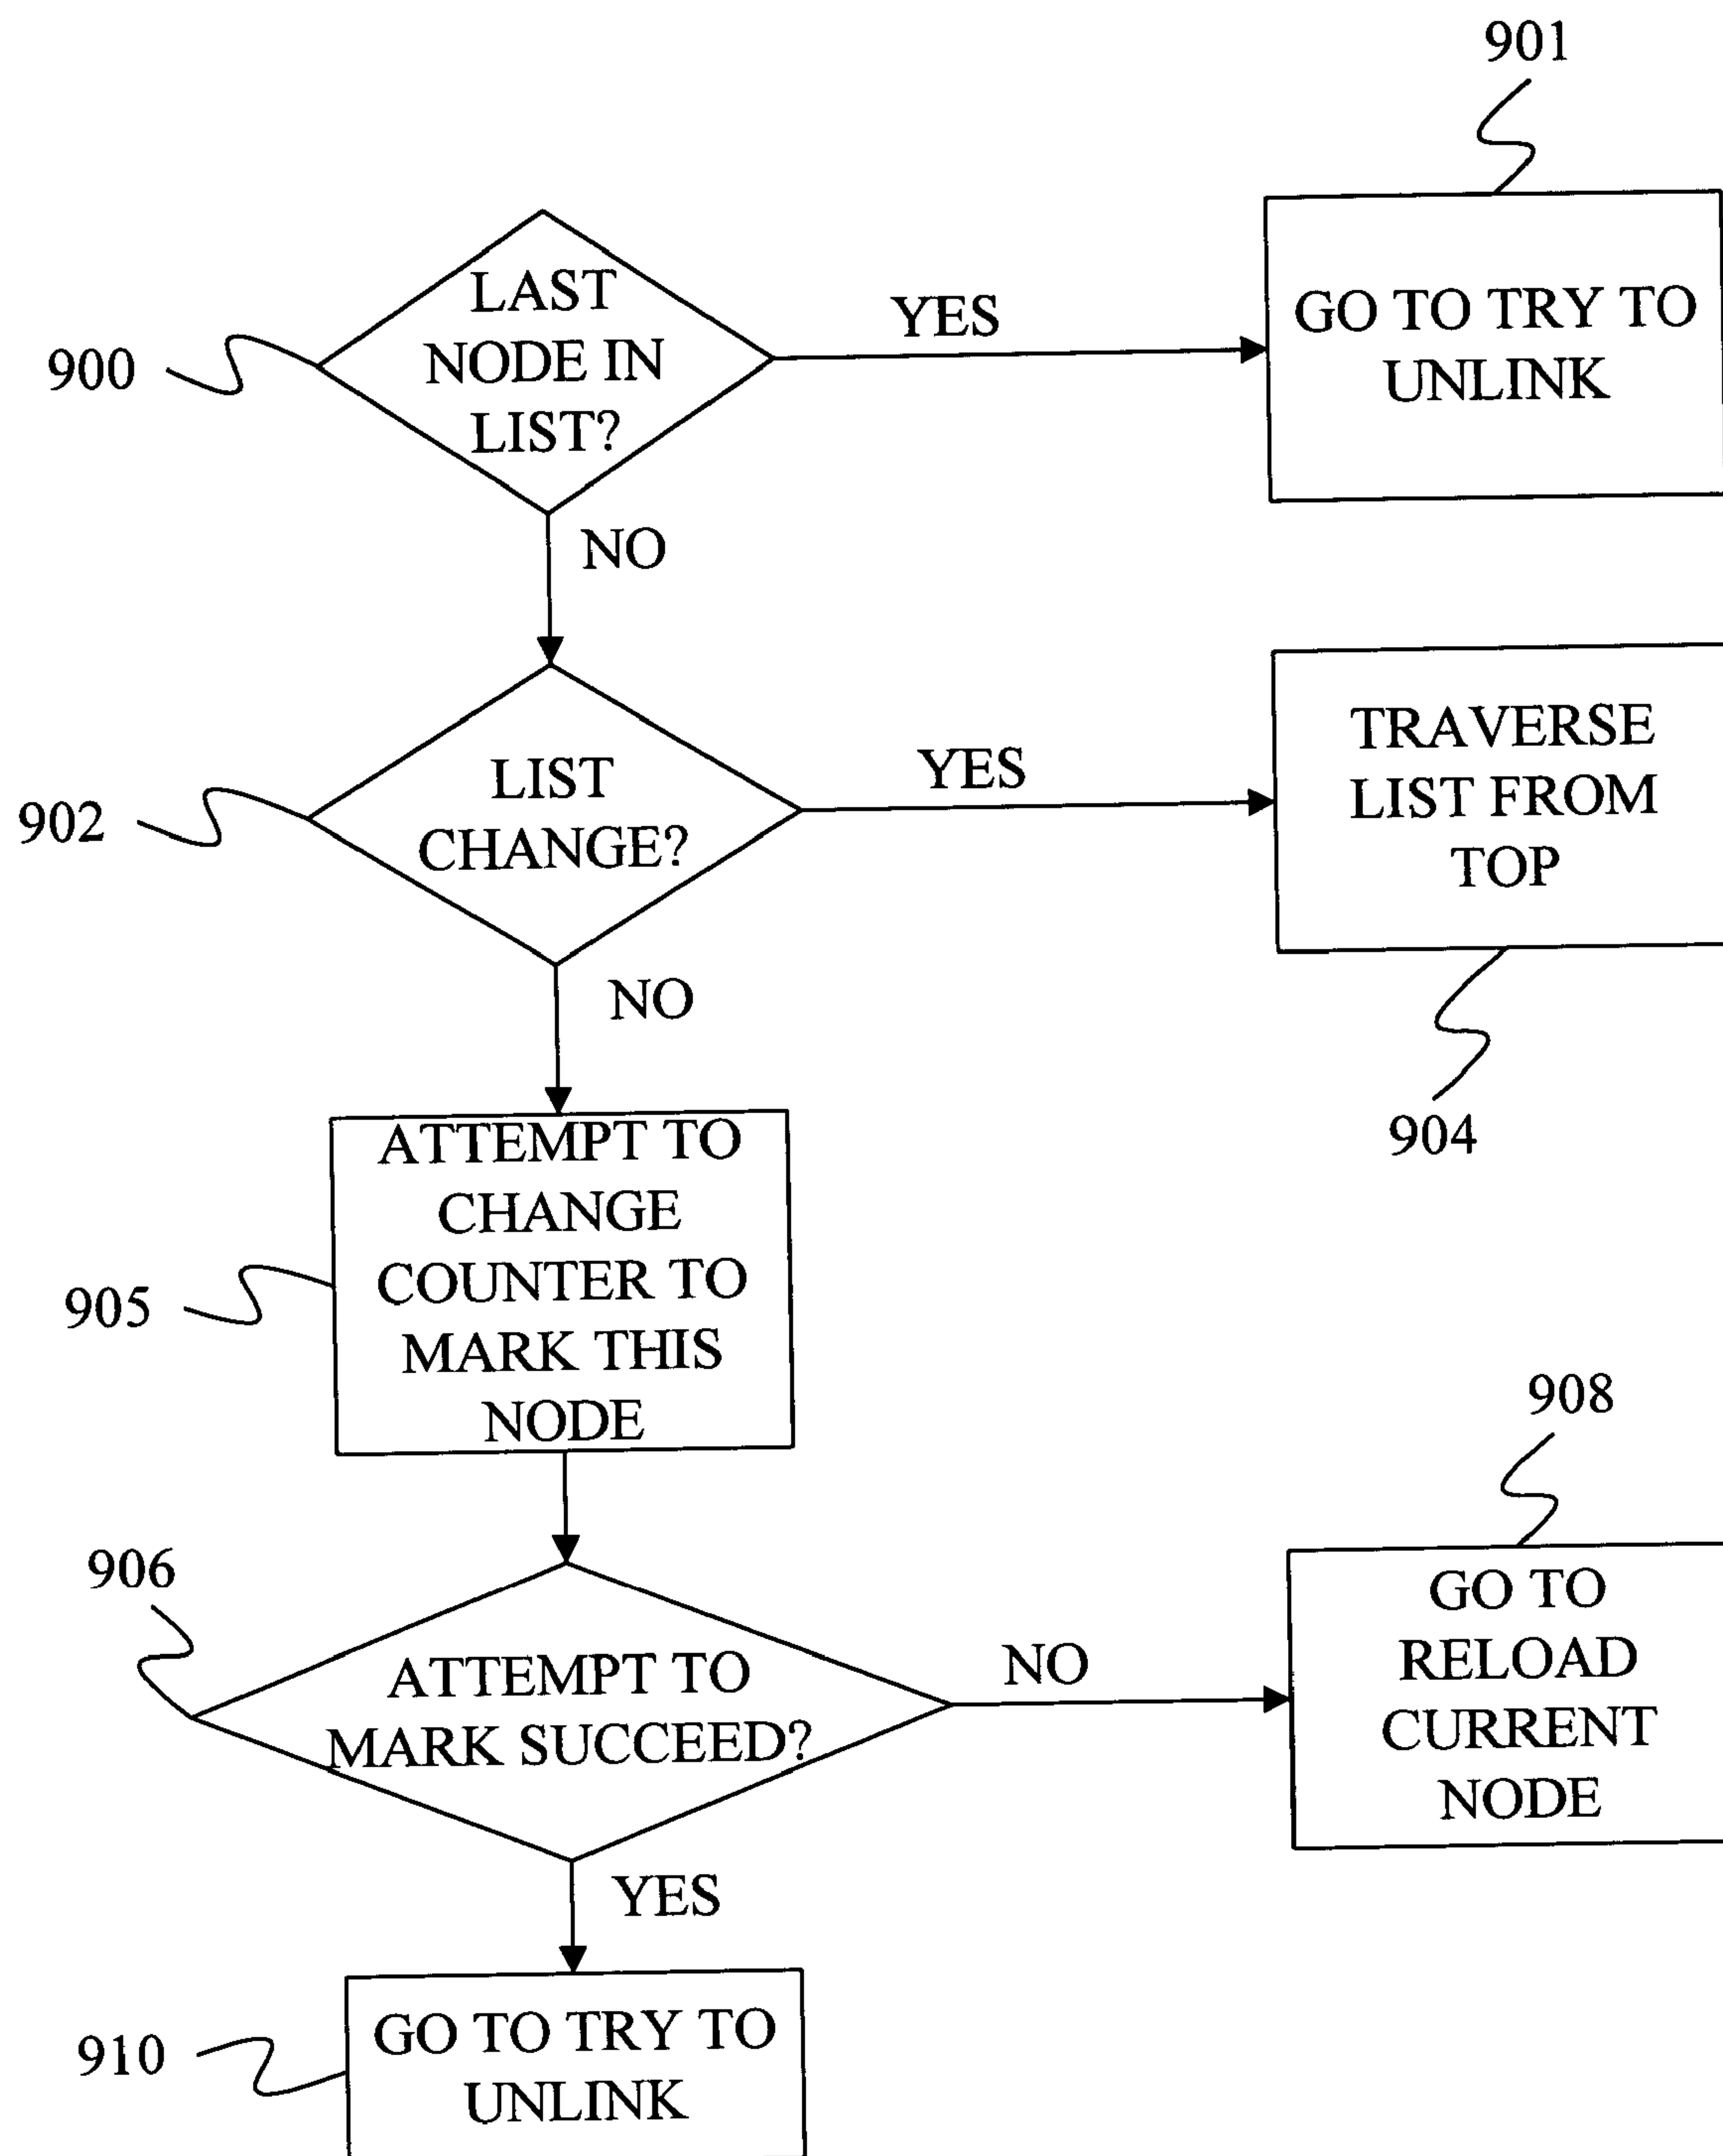 901
LAST
NODE IN
LIST?
900
YES
GO TO TRY TO
UNLINK
NO
LIST
CHANGE?
902
YES
TRAVERSE
LIST FROM
TOP
904
NO
ATTEMPT TO
CHANGE
COUNTER TO
MARK THIS
NODE
905
906
ATTEMPT TO
MARK SUCCEED?
NO
908
GO TO
RELOAD
CURRENT
NODE
YES
910
GO TO TRY TO
UNLINK